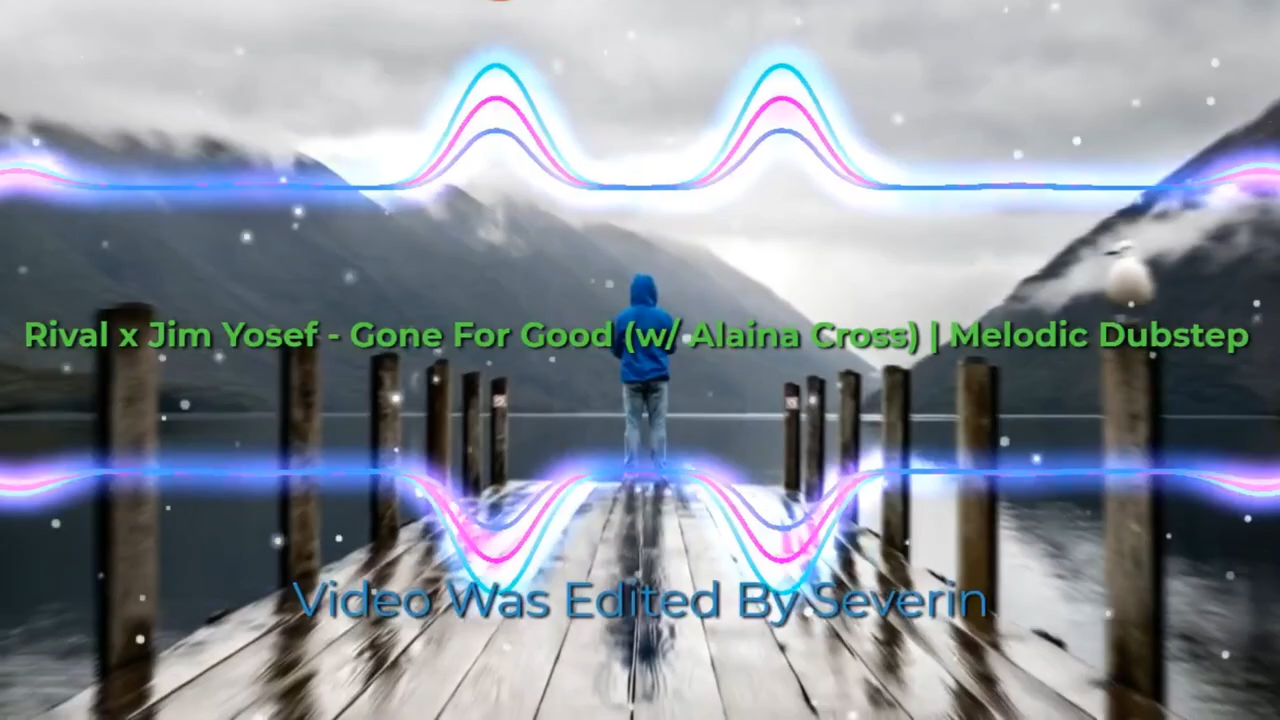 Rival x Jim Yosef - Gone For Good (w/ Alaina Cross) | Melodic Dubstep
Video Was Edited By Severin